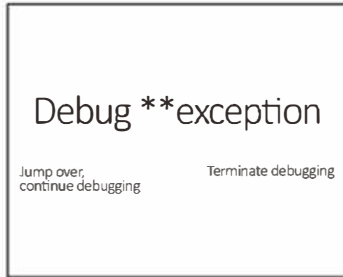 Debug **exception
Jump over,
continue debugging
Terminate debugging